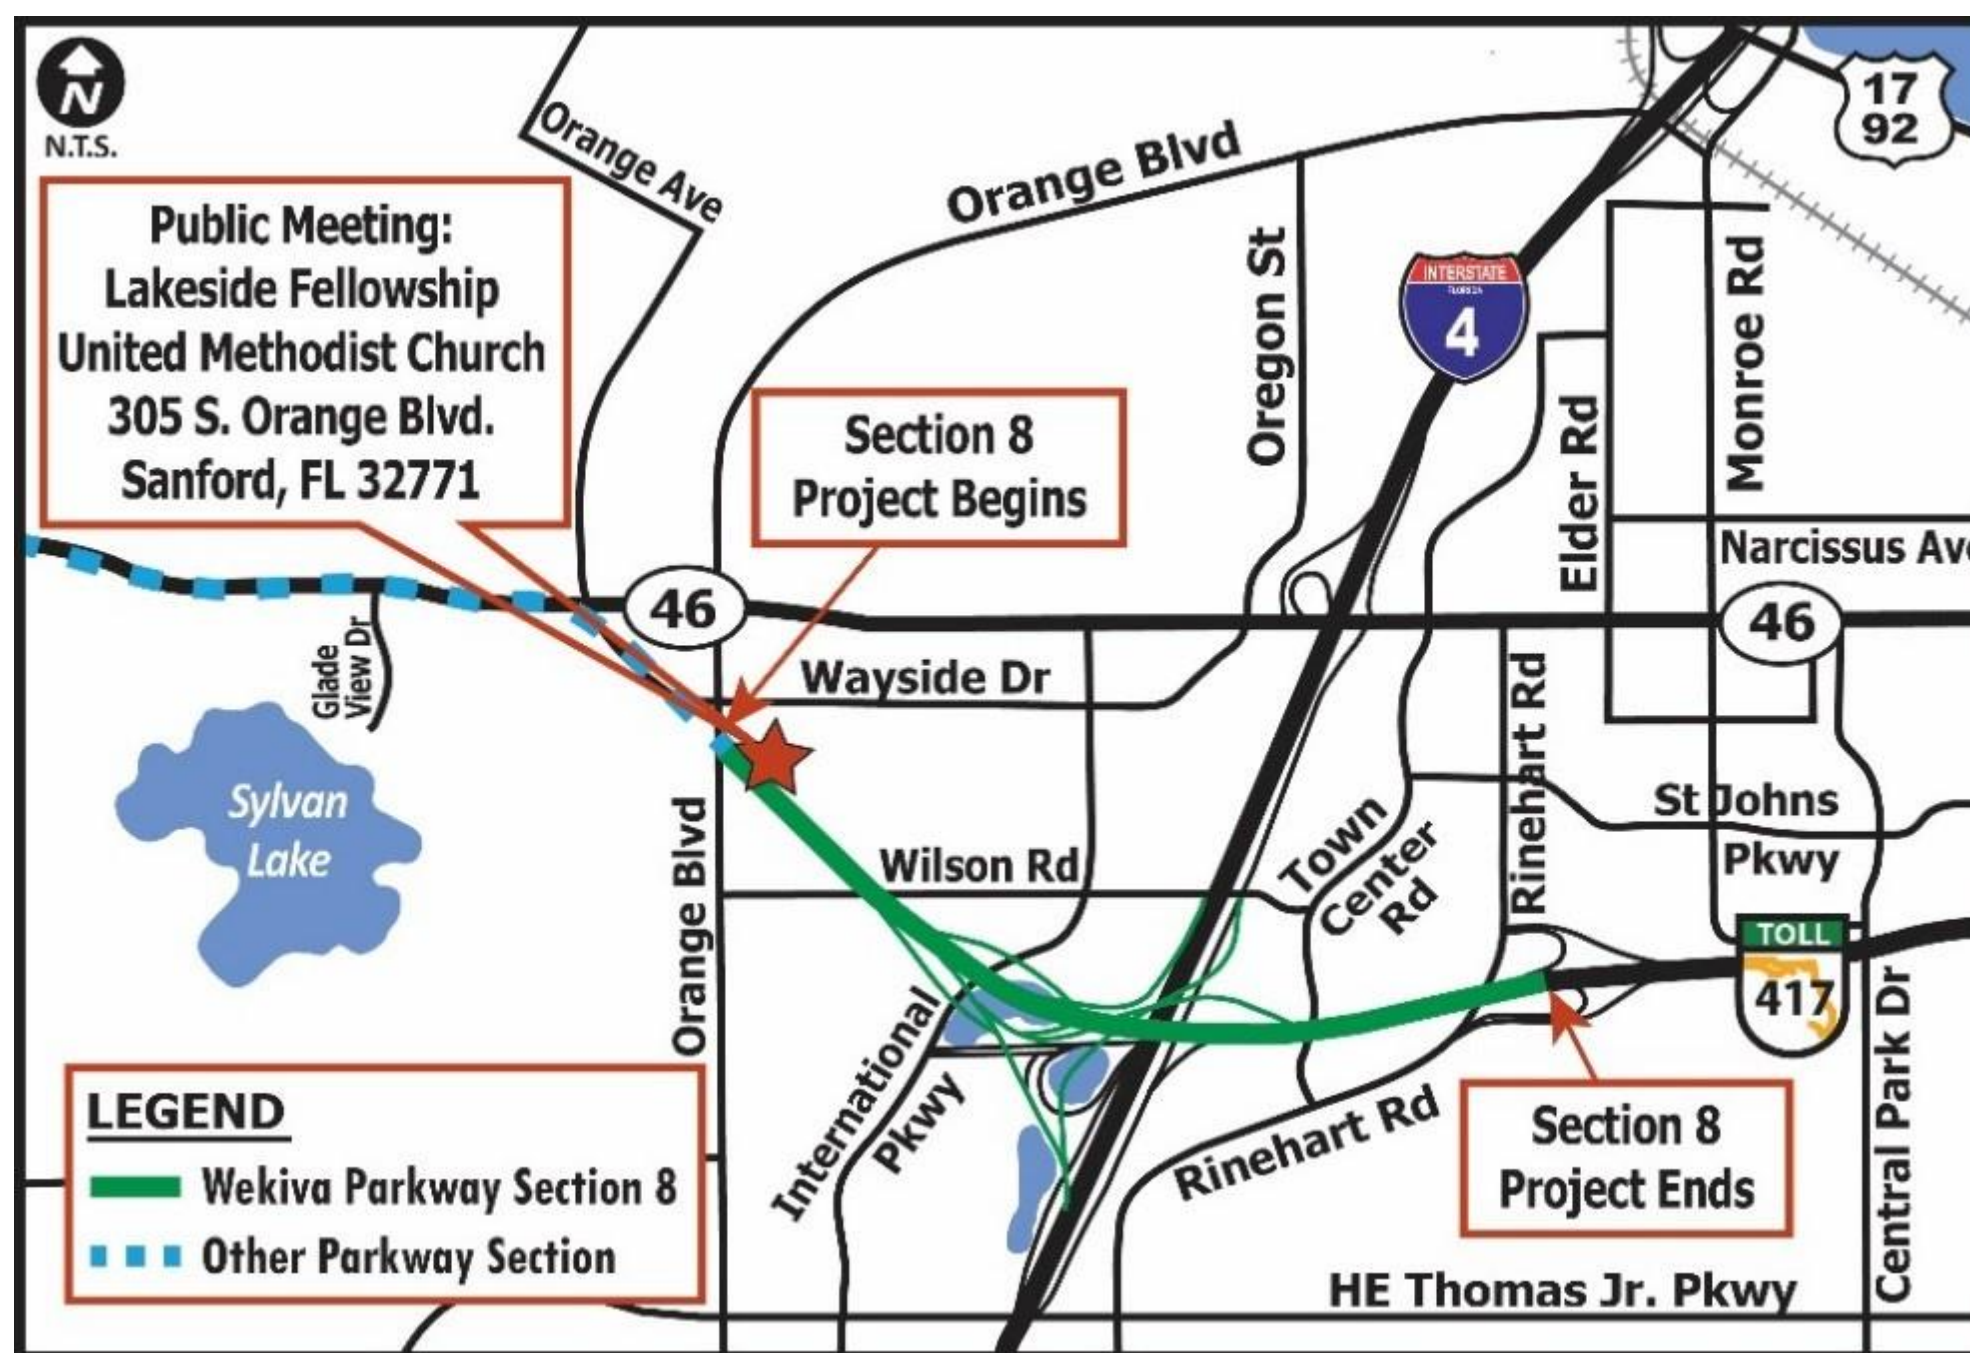 N
N.T.S.
Orange Ave
Orange Blvd
17
92
Public Meeting:
Lakeside Fellowship
United Methodist Church
305 S. Orange Blvd.
Sanford, FL 32771
Section 8
Project Begins
Oregon St
INTERSTATE
FLORIDA
4
Elder Rd
Monroe Rd
Narcissus Ave
46
46
Glade
View Dr
Wayside Dr
Rinehart Rd
Sylvan
Lake
Orange Blvd
Wilson Rd
Town
Center
Rd
St Johns
Pkwy
TOLL
417
International
Pkwy
Rinehart Rd
Section 8
Project Ends
Central Park Dr
HE Thomas Jr. Pkwy
LEGEND
Wekiva Parkway Section 8
Other Parkway Section